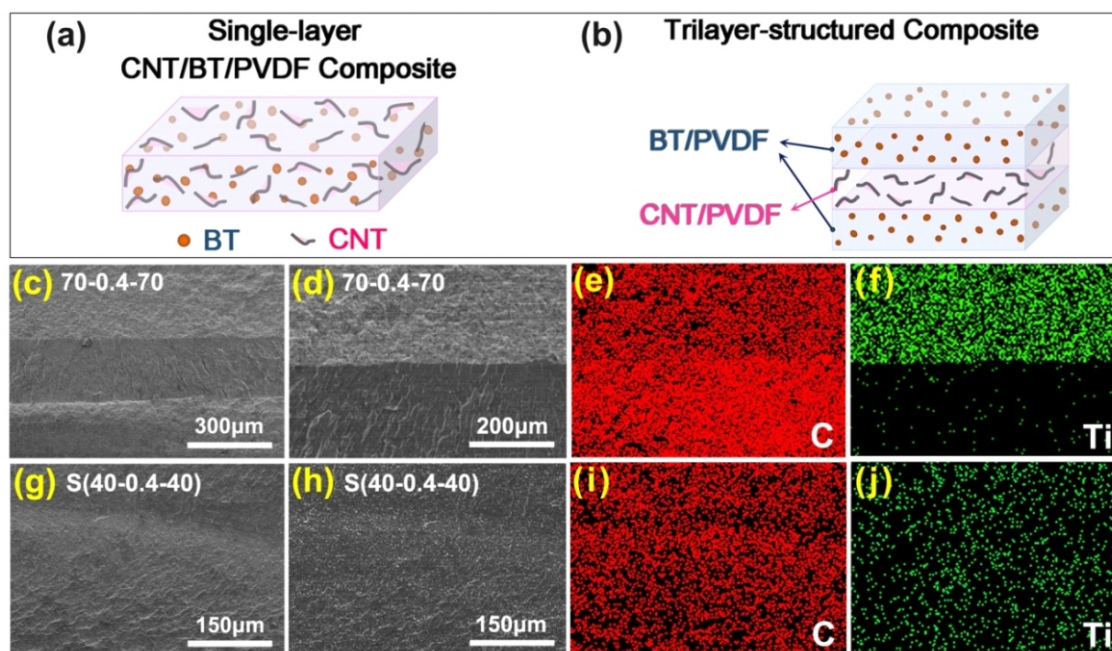 (a) Single-layer
CNT/BT/PVDF Composite
BT CNT
(b) Trilayer-structured Composite
BT/PVDF
CNT/PVDF
(c) 70-0.4-70
300μm
(d) 70-0.4-70
200μm
(e)
C
(f)
Ti
(g) S(40-0.4-40)
150μm
(h) S(40-0.4-40)
150μm
(i)
C
(j)
Ti